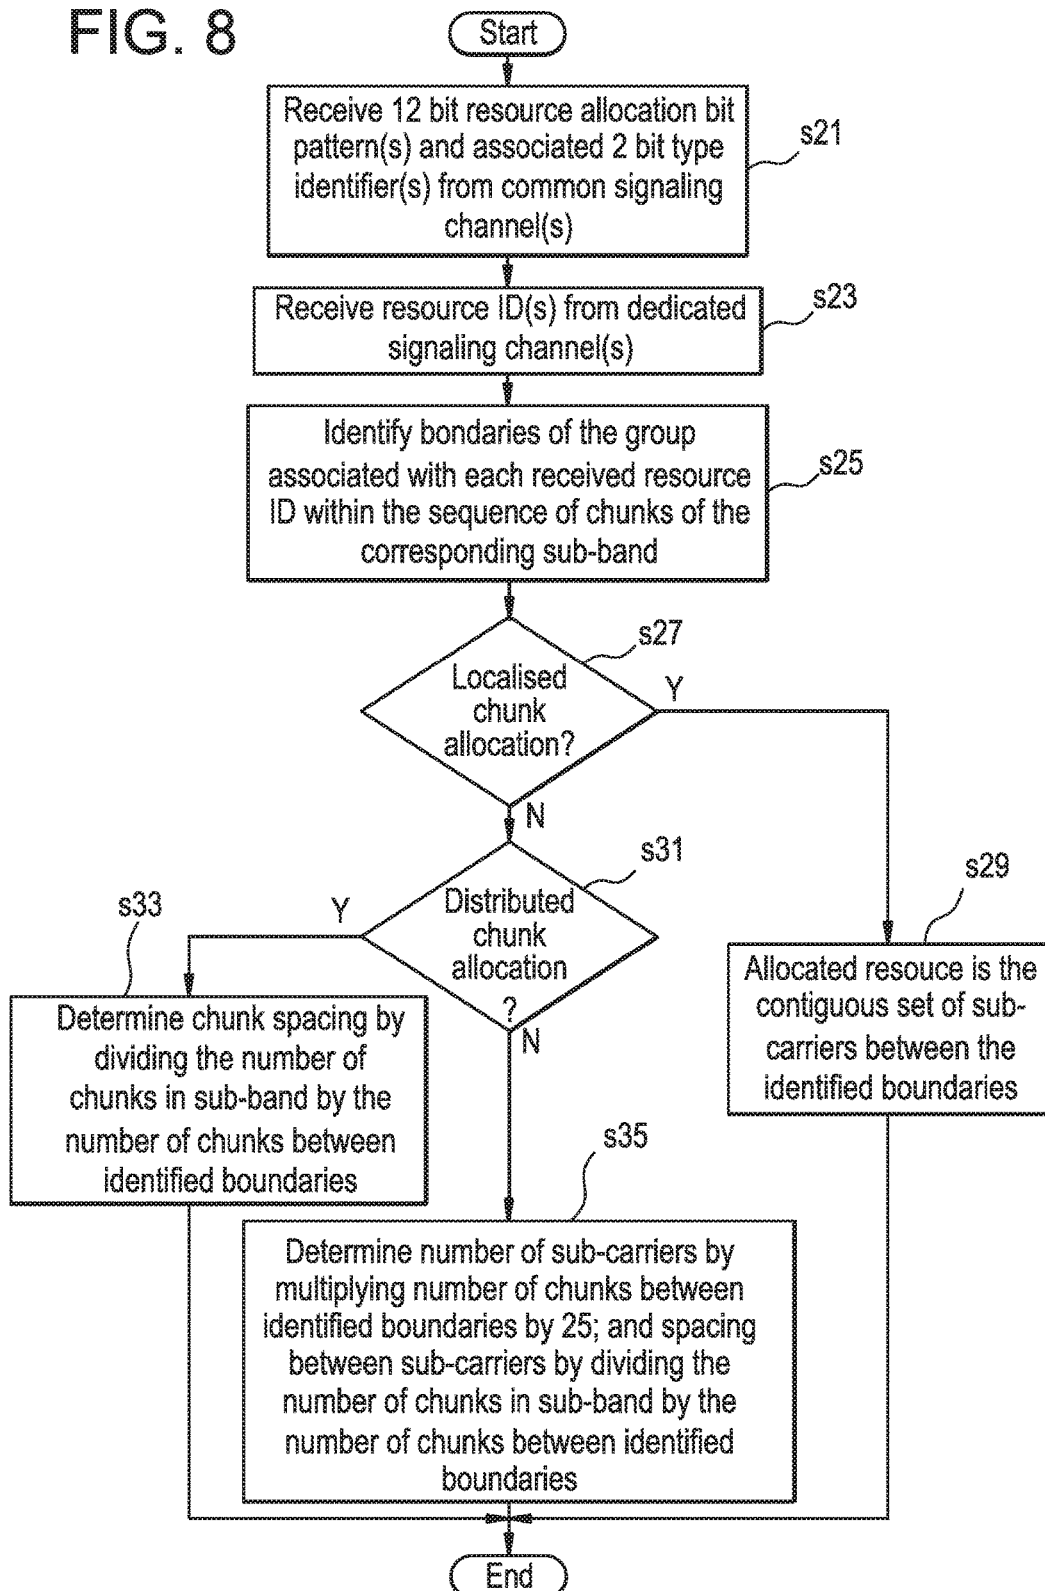 FIG. 8
Start
Receive 12 bit resource allocation bit
pattern(s) and associated 2 bit type
identifier(s) from common signaling
channel(s)
s21
Receive resource ID(s) from dedicated
signaling channel(s)
s23
Identify bondaries of the group
associated with each received resource
ID within the sequence of chunks of the
corresponding sub-band
s25
Localised
chunk
allocation?
s27
Y
N
Distributed
chunk
allocation
?
s31
Y
N
s33
Determine chunk spacing by
dividing the number of
chunks in sub-band by the
number of chunks between
identified boundaries
s29
Allocated resouce is the
contiguous set of sub-
carriers between the
identified boundaries
s35
Determine number of sub-carriers by
multiplying number of chunks between
identified boundaries by 25; and spacing
between sub-carriers by dividing the
number of chunks in sub-band by the
number of chunks between identified
boundaries
End